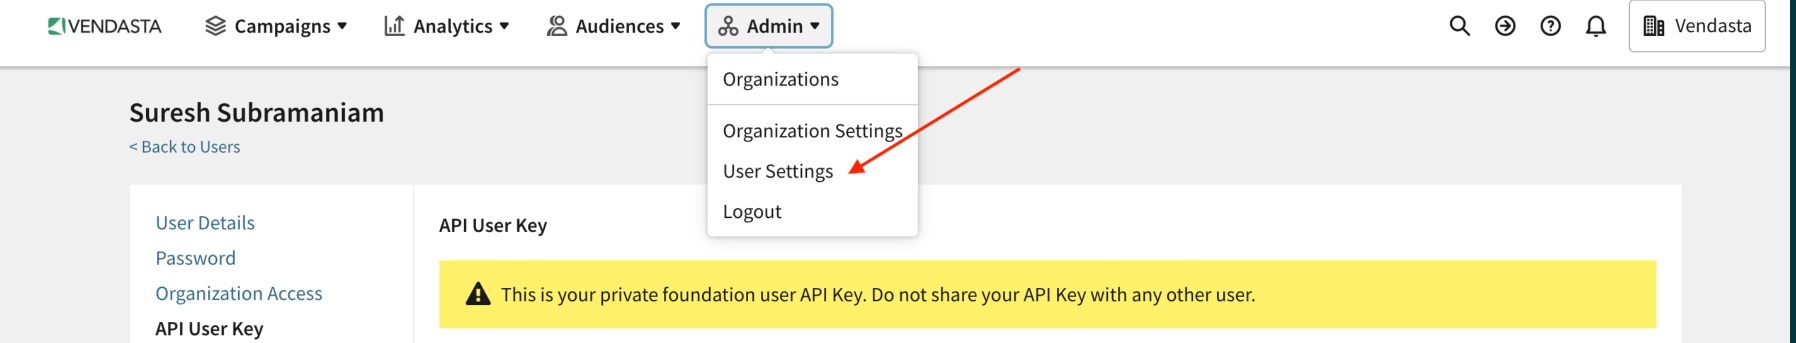 VENDASTA Campaigns Analytics Audiences Admin Vendasta
Organizations
Organization Settings
User Settings
Logout
Suresh Subramaniam
< Back to Users
User Details
Password
Organization Access
API User Key
API User Key
This is your private foundation user API Key. Do not share your API Key with any other user.